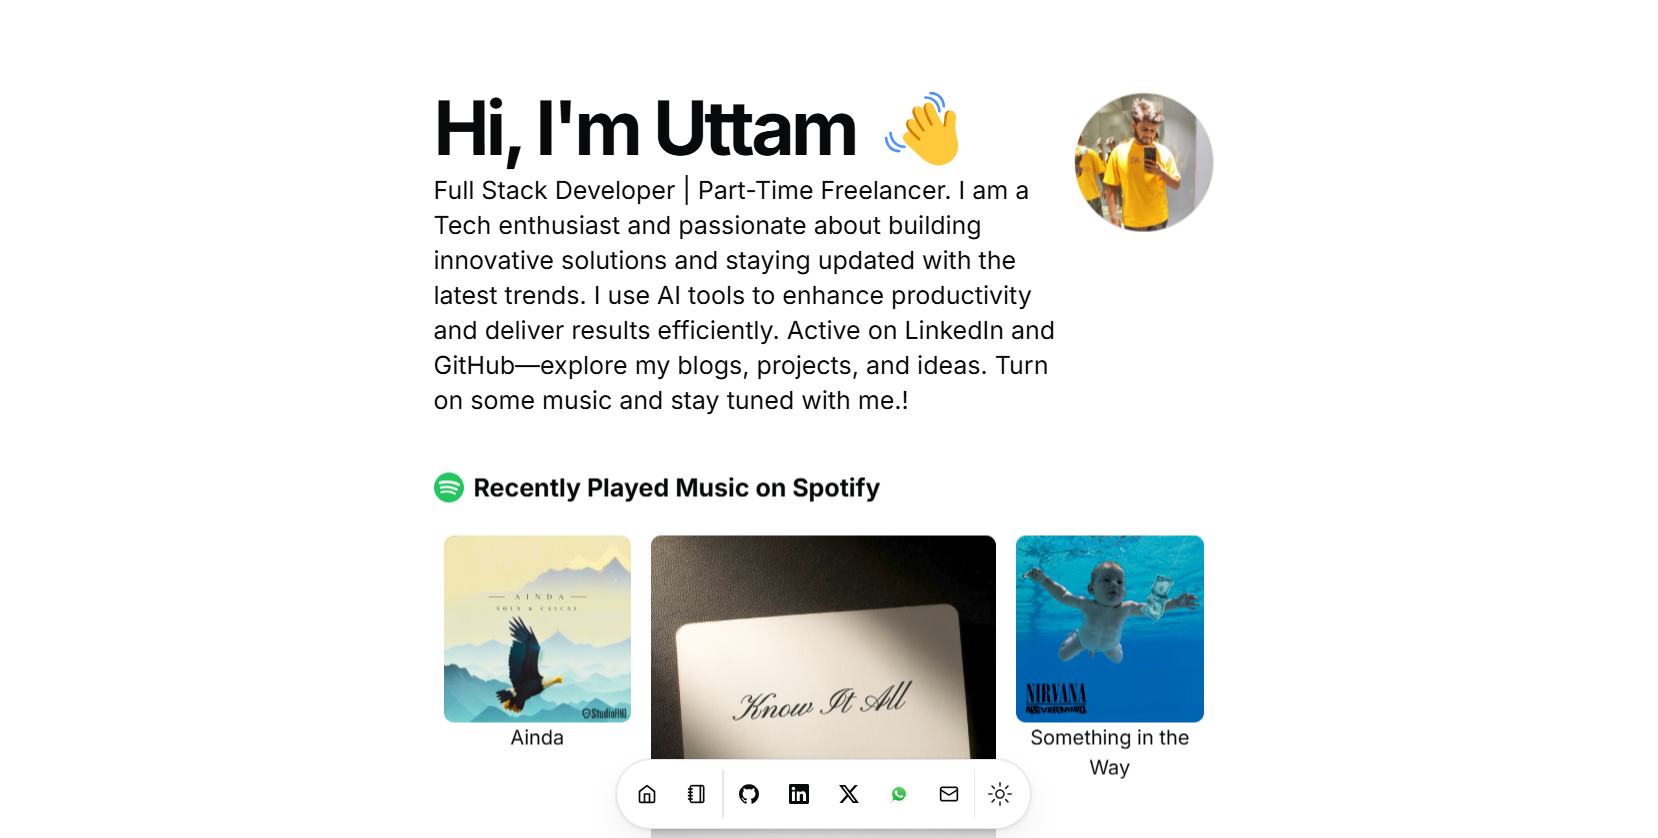 Hi, I'm Uttam 👋
Full Stack Developer | Part-Time Freelancer. I am a
Tech enthusiast and passionate about building
innovative solutions and staying updated with the
latest trends. I use AI tools to enhance productivity
and deliver results efficiently. Active on LinkedIn and
GitHub—explore my blogs, projects, and ideas. Turn
on some music and stay tuned with me.!
Recently Played Music on Spotify
AINDA
StudioFINO
Know It All
NIRVANA
NEVERMIND
Ainda
Something in the
Way
in